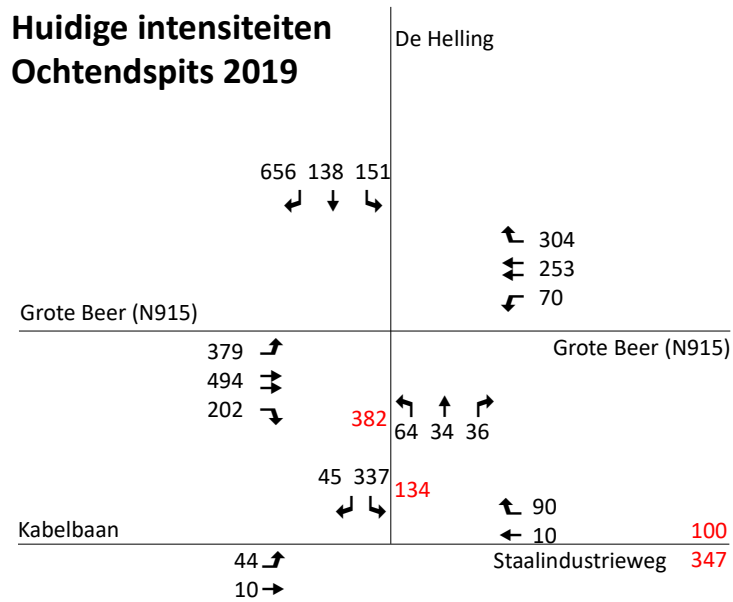 Huidige intensiteiten
Ochtendspits 2019
De Helling
656 138 151
304
253
70
Grote Beer (N915)
Grote Beer (N915)
379
494
202
382
64 34 36
45 337
134
90
10
Kabelbaan
100
Staalindustrieweg 347
44
10